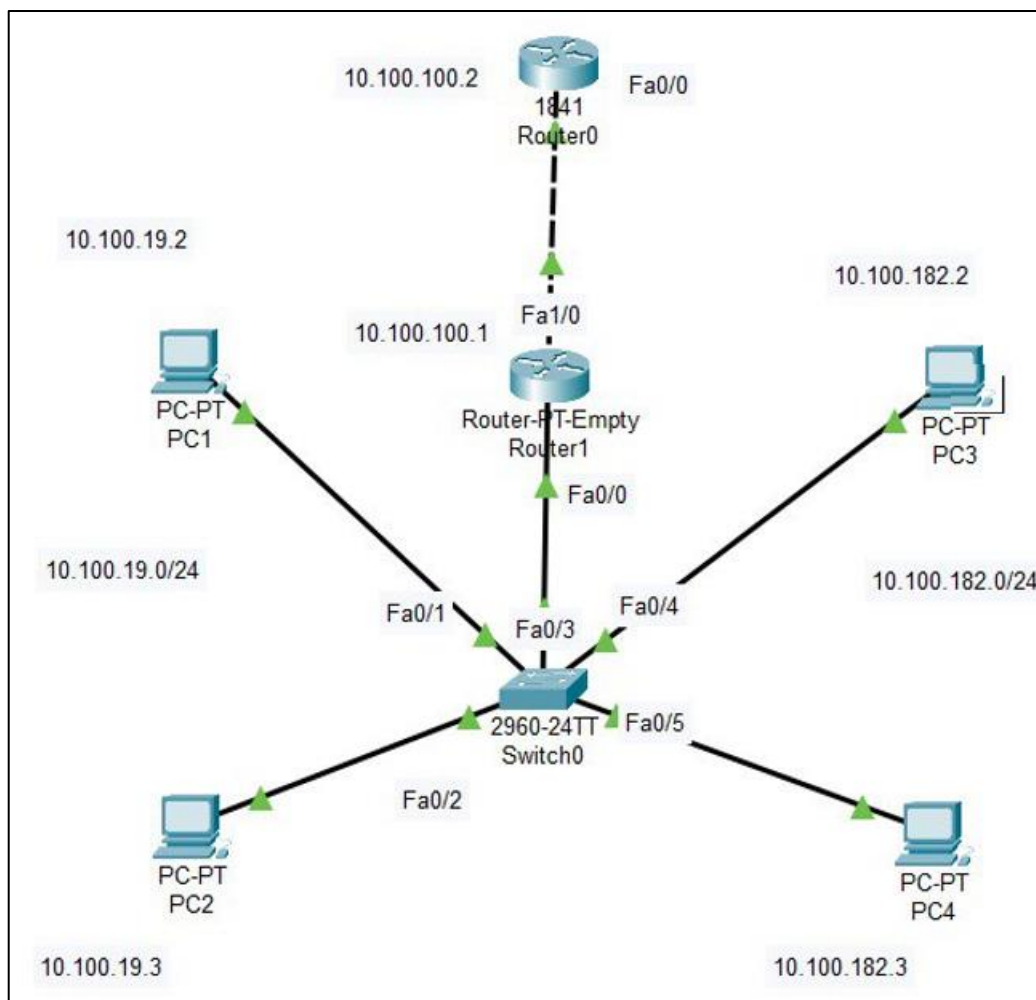 10.100.100.2
Fa0/0
1841
Router0
10.100.19.2
10.100.182.2
Fa1/0
10.100.100.1
PC-PT
PC1
Router-PT-Empty
Router1
PC-PT
PC3
Fa0/0
10.100.19.0/24
10.100.182.0/24
Fa0/1
Fa0/3
Fa0/4
2960-24TT
Switch0
Fa0/5
Fa0/2
PC-PT
PC2
PC-PT
PC4
10.100.19.3
10.100.182.3